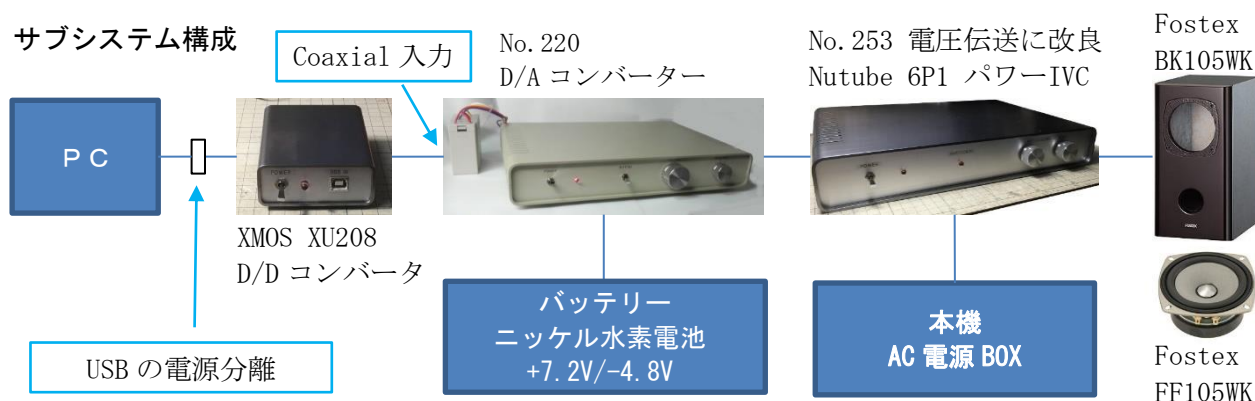 サブシステム構成
Coaxial 入力
No.220
D/A コンバーター
No.253 電圧伝送に改良
Nutube 6P1 パワーIVC
Fostex
BK105WK
ＰＣ
POWER
XMOS XU208
D/D コンバータ
バッテリー
ニッケル水素電池
+7.2V/−4.8V
本機
AC 電源 BOX
USB の電源分離
Fostex
FF105WK